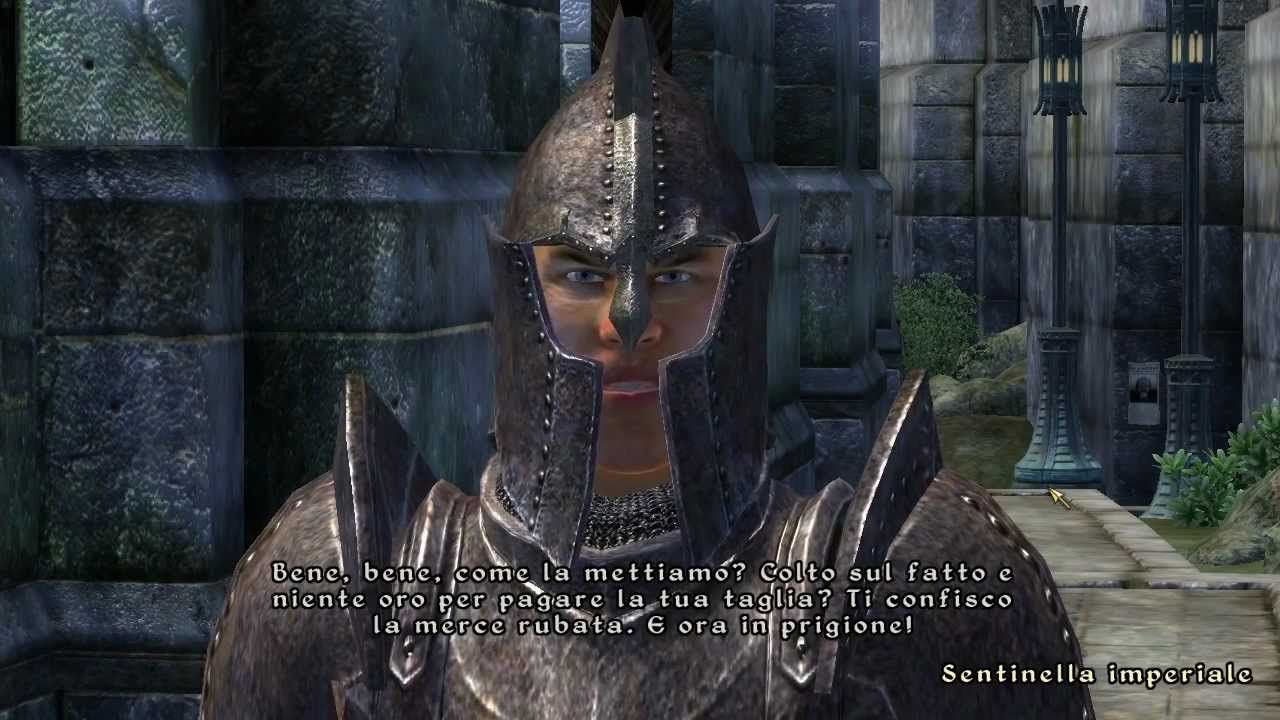 Bene, bene, come la mettiamo? Colto sul fatto e
niente oro per pagare la tua taglia? Ti confisco
la merce rubata. E ora in prigione!
Sentinella imperiale